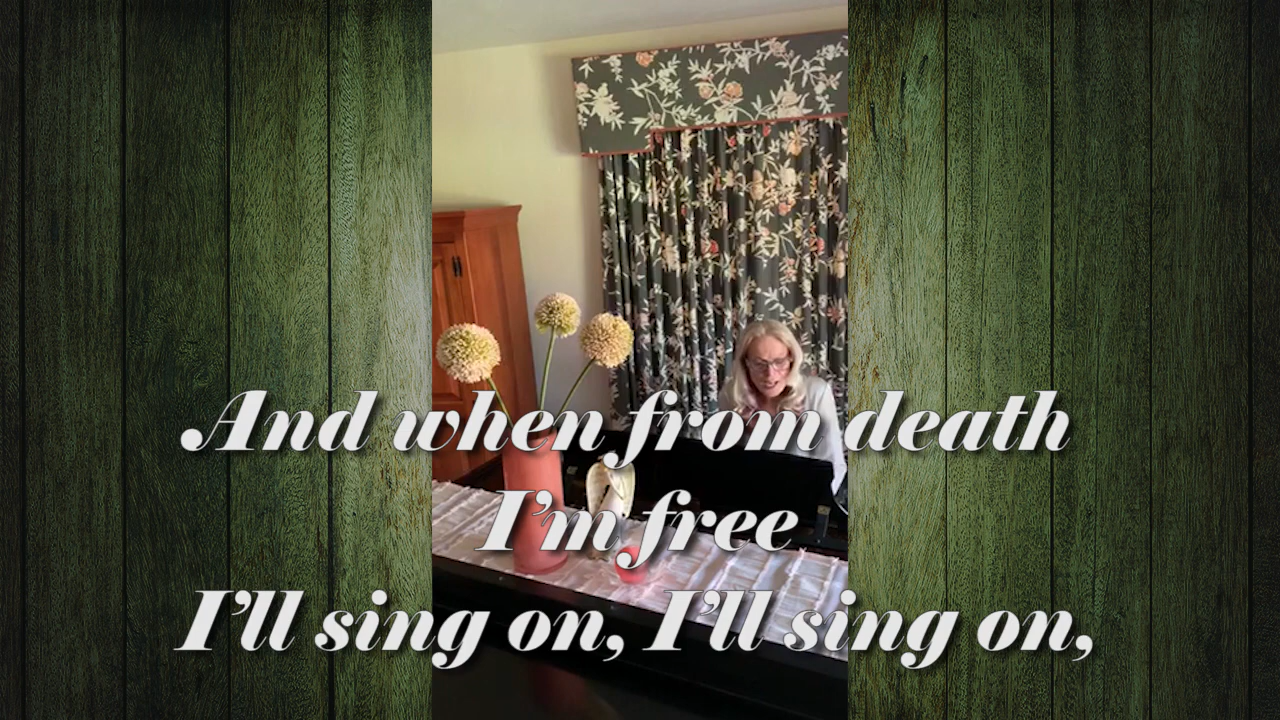 And when from death
I’m free
I’ll sing on, I’ll sing on,